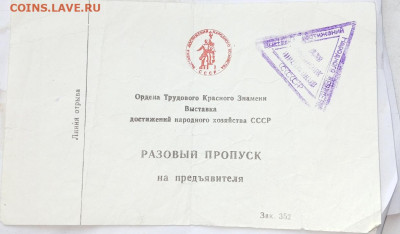 COINS.LAVE.RU
СССР
Ордена Трудового Красного Знамени
Выставка
достижений народного хозяйства СССР
РАЗОВЫЙ ПРОПУСК
на предъявителя
Линия отрыва
Зак. 352